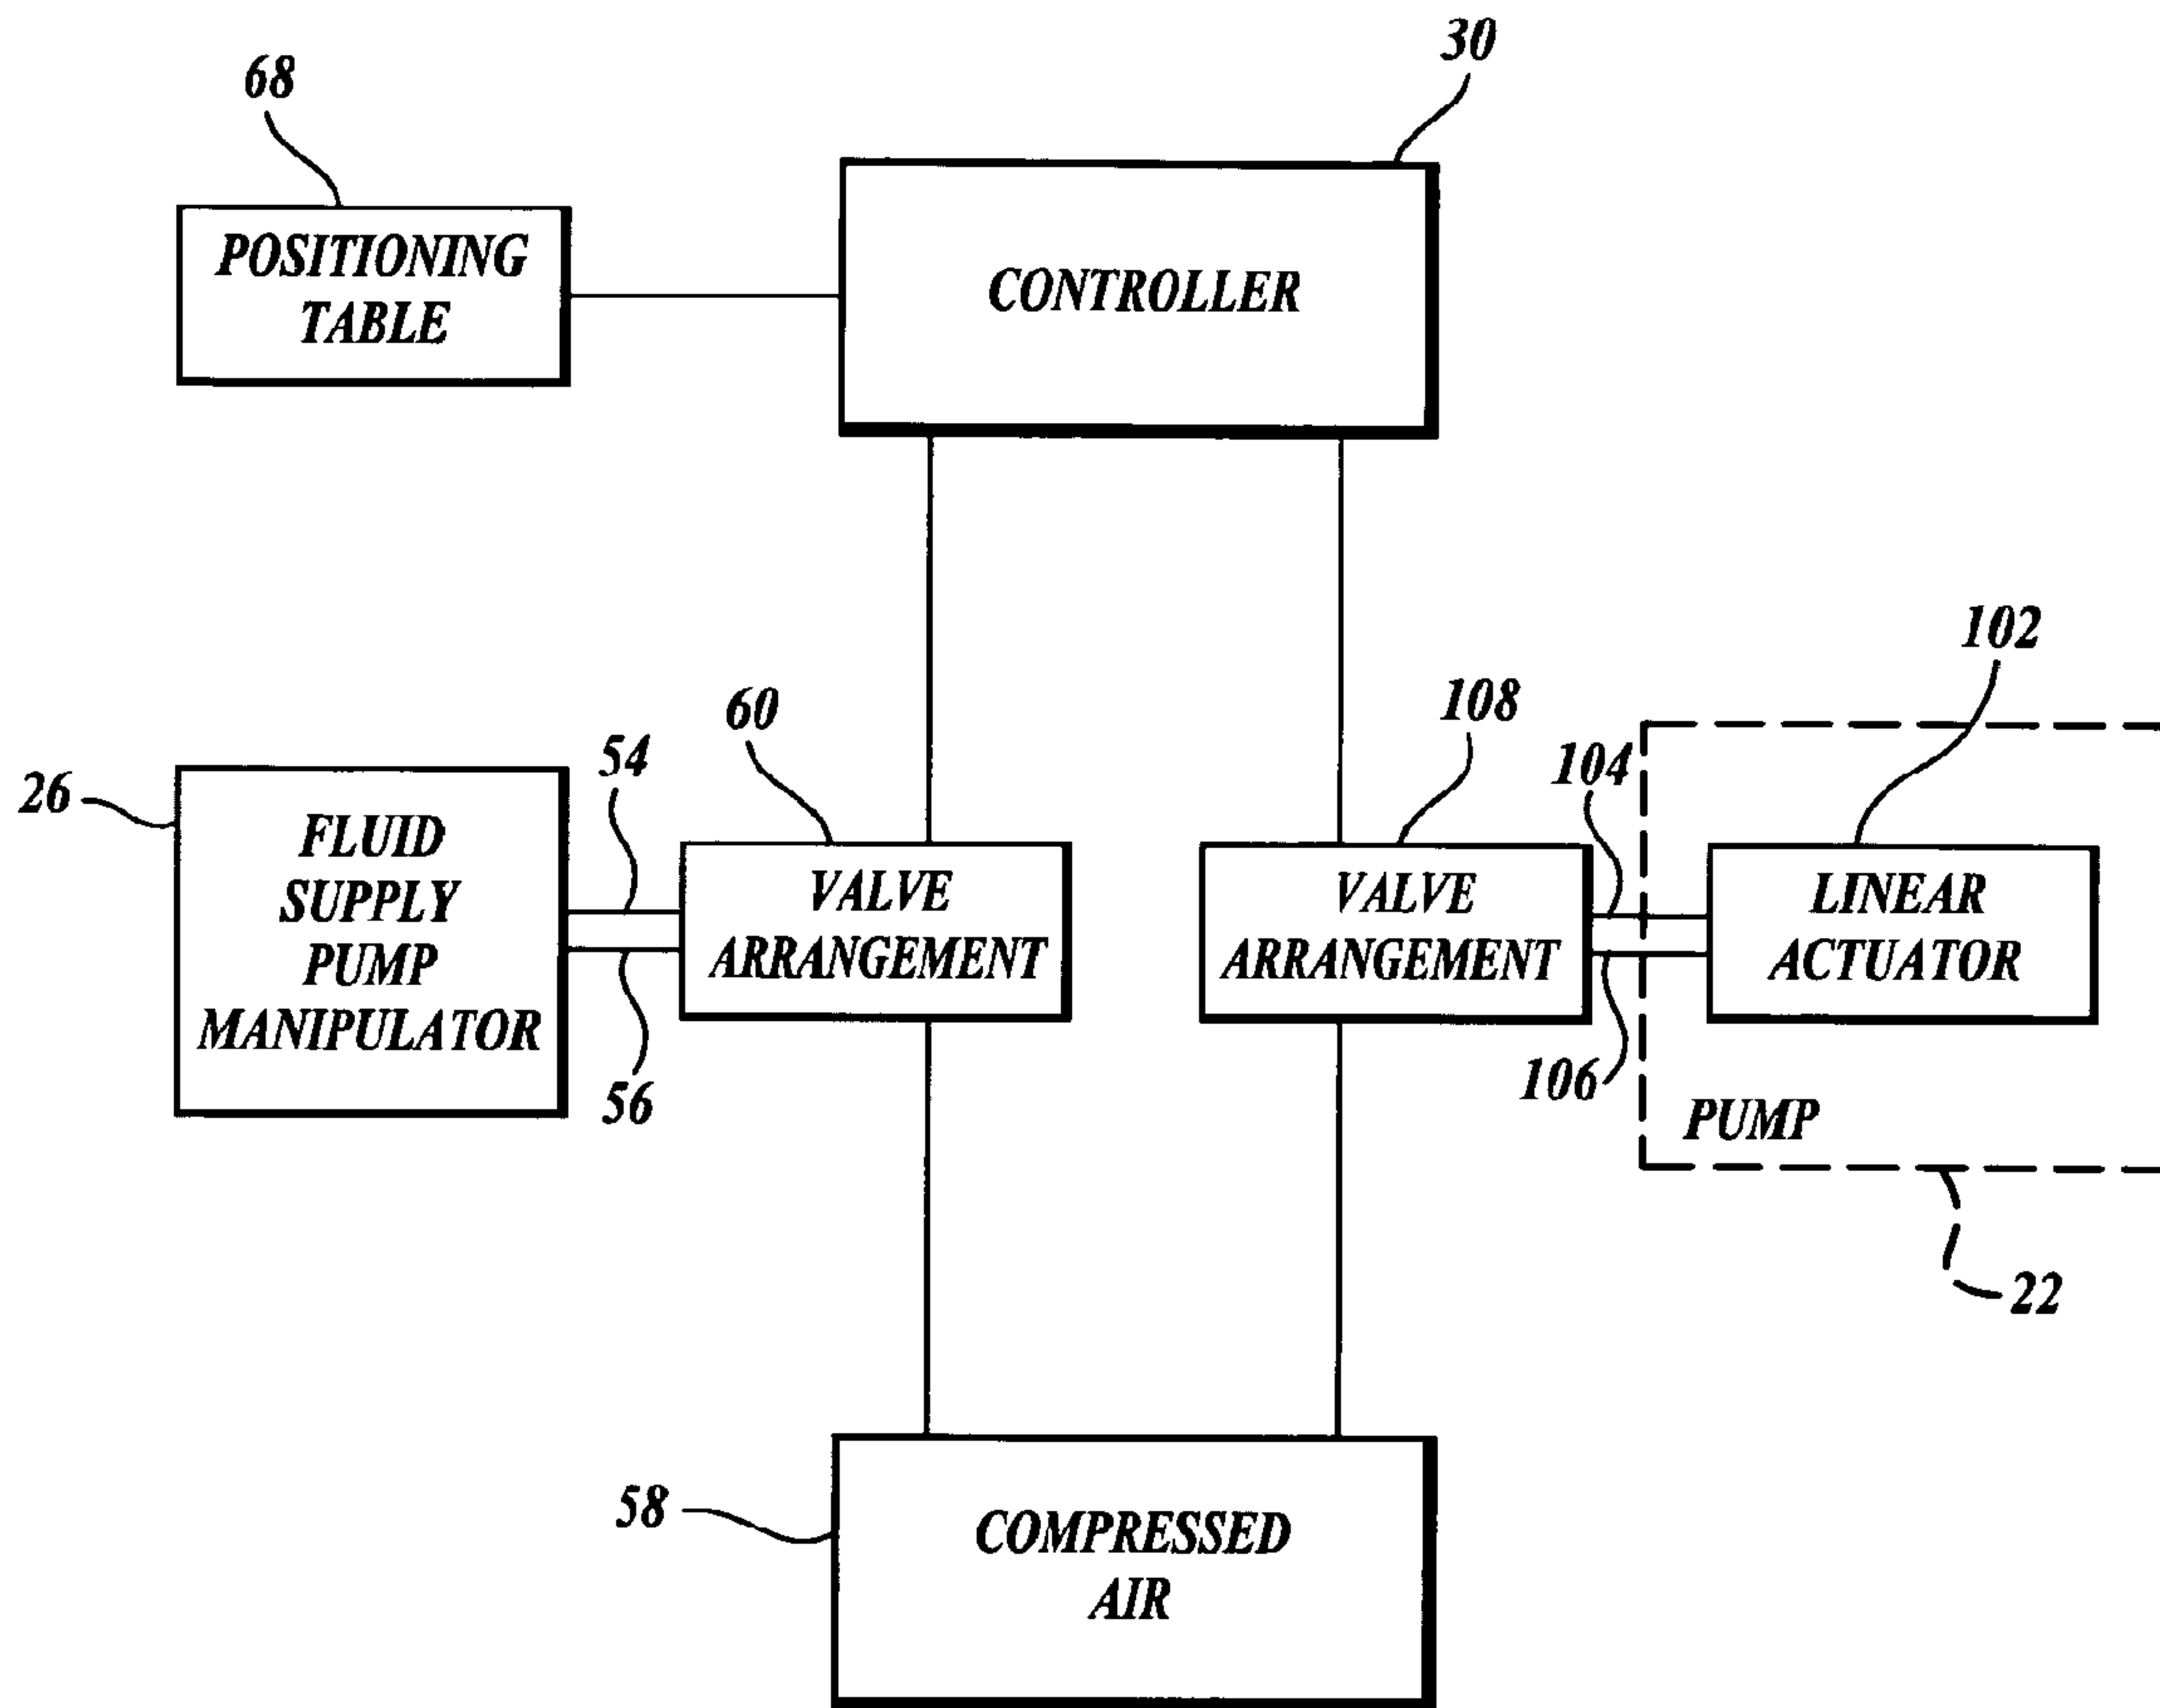 30
68
POSITIONING
TABLE
CONTROLLER
102
60
108
54
104
26
FLUID
SUPPLY
PUMP
MANIPULATOR
VALVE
ARRANGEMENT
VALVE
ARRANGEMENT
LINEAR
ACTUATOR
56
106
PUMP
22
58
COMPRESSED
AIR